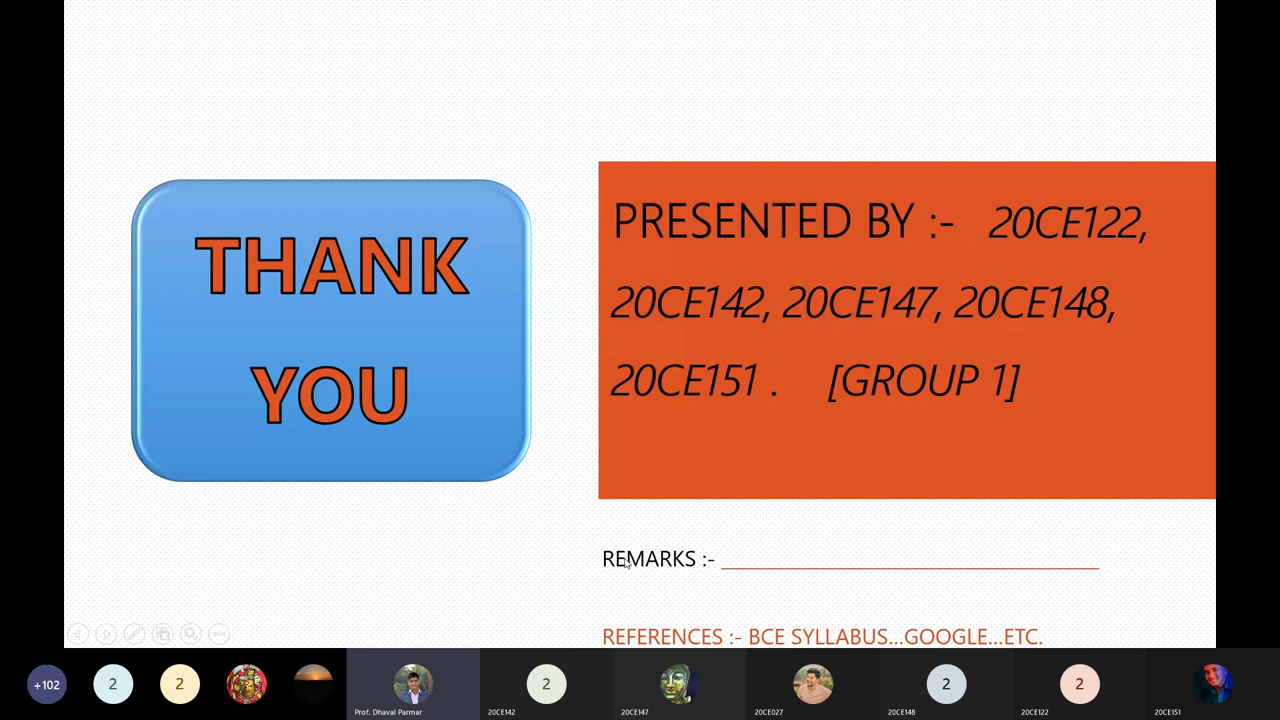 THANK
YOU
PRESENTED BY :- 20CE122,
20CE142, 20CE147, 20CE148,
20CE151 . [GROUP 1]
REMARKS :- ___________________________________
REFERENCES :- BCE SYLLABUS...GOOGLE...ETC.
+102
2
2
Prof. Dhaval Parmar
2
20CE142
20CE147
20CE027
2
20CE148
2
20CE122
20CE151